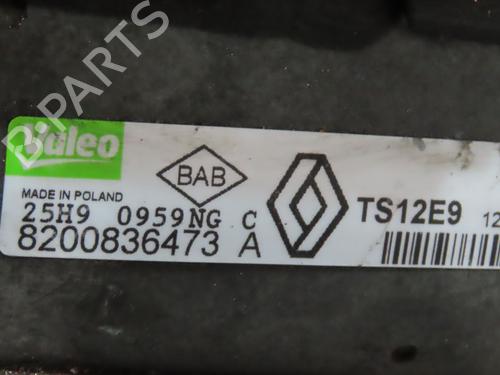 B-PARTS
Valeo
BAB
MADE IN POLAND
25H9 0959NG C
8200836473 A
TS12E9
12